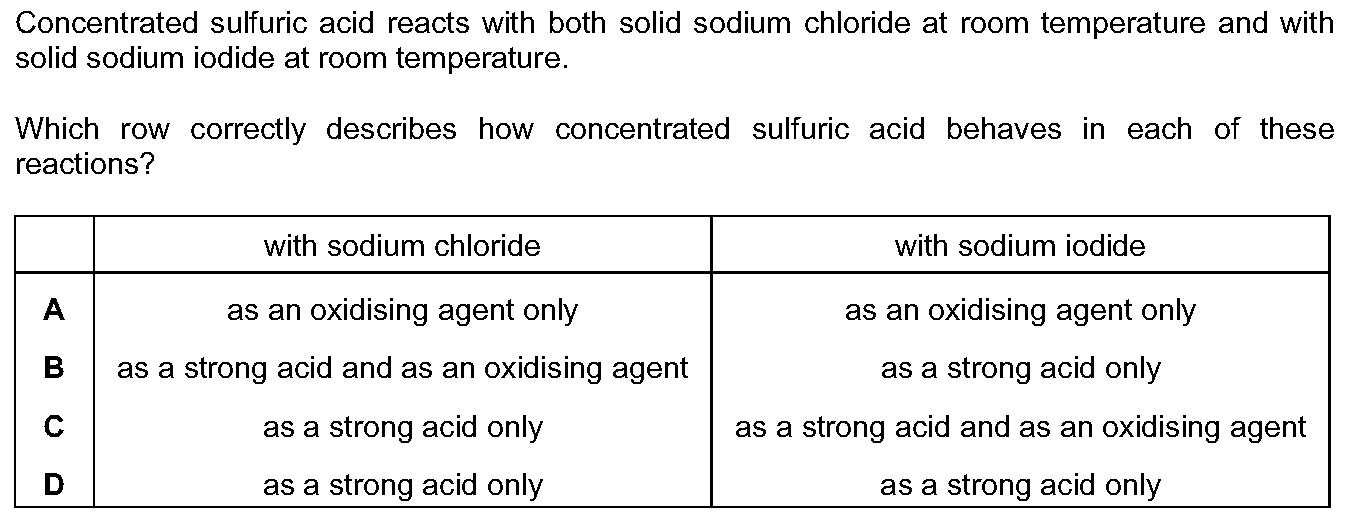 Concentrated sulfuric acid reacts with both solid sodium chloride at room temperature and with
solid sodium iodide at room temperature.
Which row correctly describes how concentrated sulfuric acid behaves in each of these
reactions?
with sodium chloride with sodium iodide
A as an oxidising agent only as an oxidising agent only
B as a strong acid and as an oxidising agent as a strong acid only
C as a strong acid only as a strong acid and as an oxidising agent
D as a strong acid only as a strong acid only